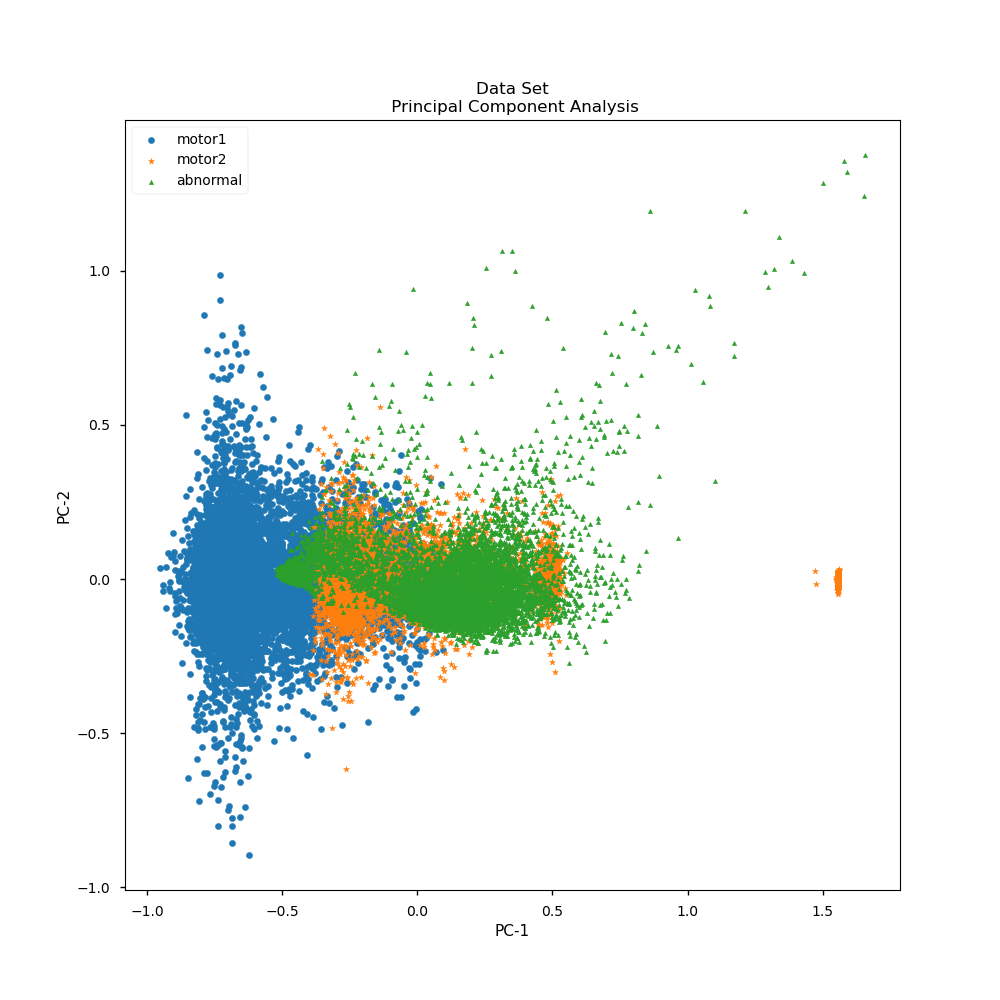 Data Set
Principal Component Analysis
motor1
motor2
abnormal
PC-2
1.0
0.5
0.0
−0.5
−1.0
−1.0 −0.5 0.0 0.5 1.0 1.5
PC-1